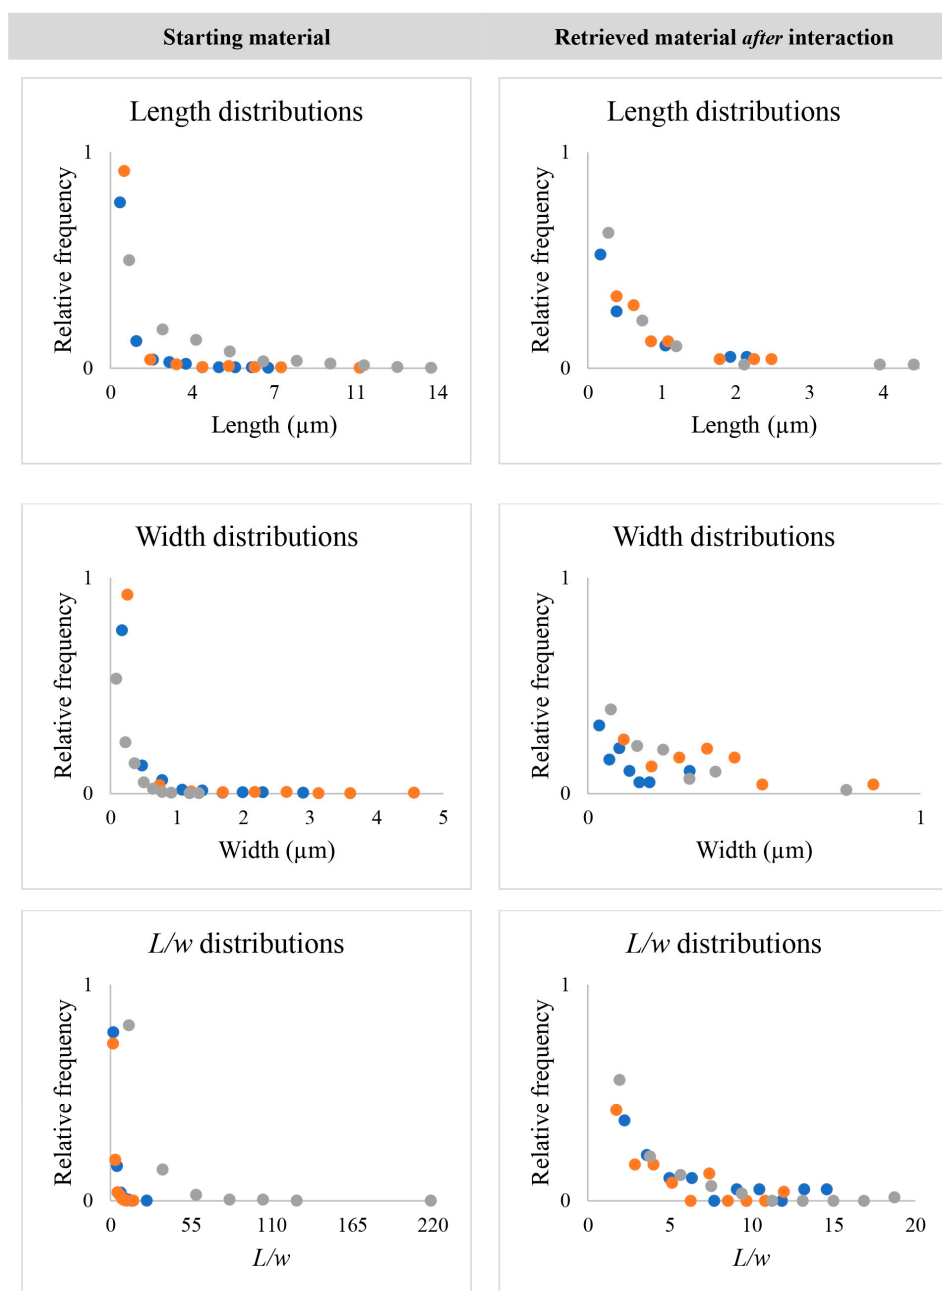 Starting material
Retrieved material after interaction
Length distributions
Relative frequency
1
0
0 4 7 11 14
Length (µm)
Length distributions
Relative frequency
1
0
0 1 2 3 4
Length (µm)
Width distributions
Relative frequency
1
0
0 1 2 3 4 5
Width (µm)
Width distributions
Relative frequency
1
0
0 1
Width (µm)
L/w distributions
Relative frequency
1
0
0 55 110 165 220
L/w
L/w distributions
Relative frequency
1
0
0 5 10 15 20
L/w